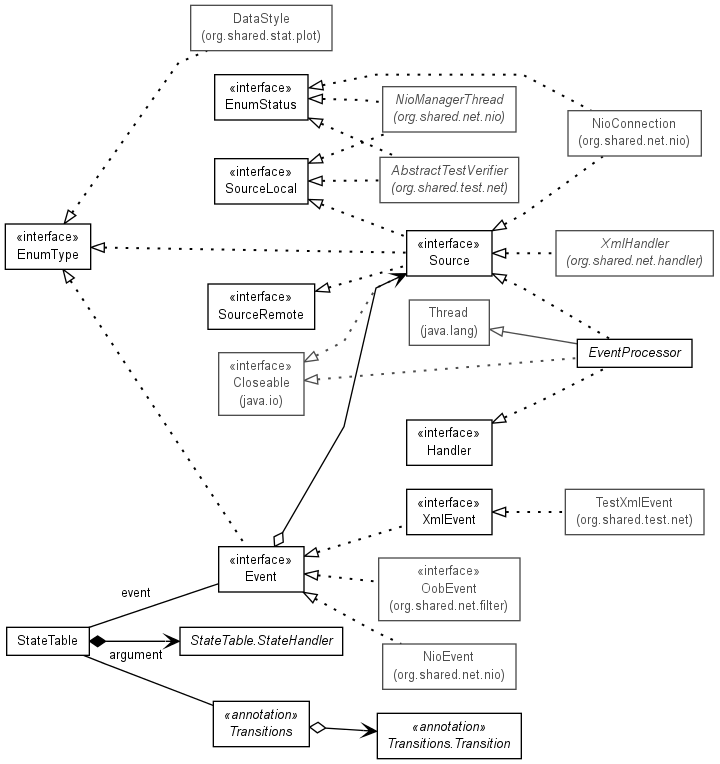 DataStyle
(org.shared.stat.plot)
«interface»
EnumStatus
NioManagerThread
(org.shared.net.nio)
NioConnection
(org.shared.net.nio)
«interface»
SourceLocal
AbstractTestVerifier
(org.shared.test.net)
«interface»
EnumType
«interface»
Source
XmlHandler
(org.shared.net.handler)
«interface»
SourceRemote
Thread
(java.lang)
«interface»
Closeable
(java.io)
EventProcessor
«interface»
Handler
«interface»
XmlEvent
TestXmlEvent
(org.shared.test.net)
«interface»
Event
«interface»
OobEvent
(org.shared.net.filter)
event
StateTable
argument
StateTable.StateHandler
NioEvent
(org.shared.net.nio)
«annotation»
Transitions
«annotation»
Transitions.Transition